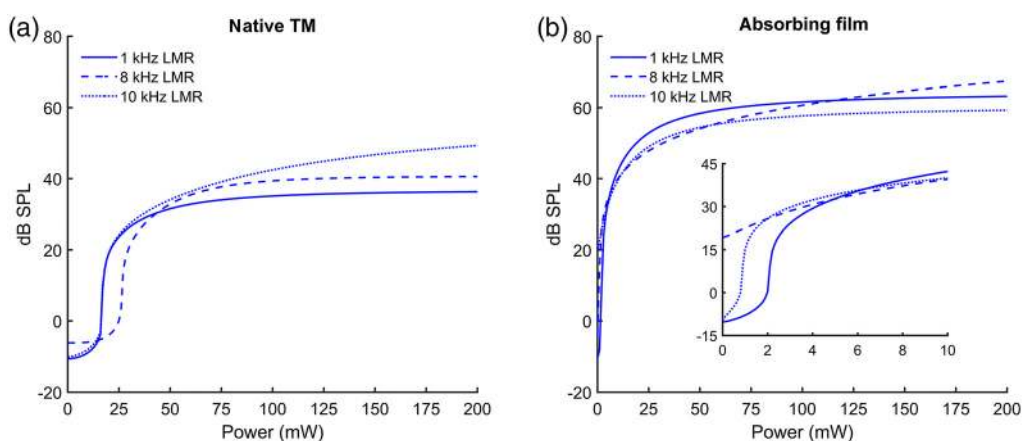 (a)
Native TM
80
60
40
20
0
-20
dB SPL
1 kHz LMR
8 kHz LMR
10 kHz LMR
0 25 50 75 100 125 150 175 200
Power (mW)
(b)
Absorbing film
80
60
40
20
0
-20
dB SPL
1 kHz LMR
8 kHz LMR
10 kHz LMR
45
30
15
0
-15
0 2 4 6 8 10
0 25 50 75 100 125 150 175 200
Power (mW)